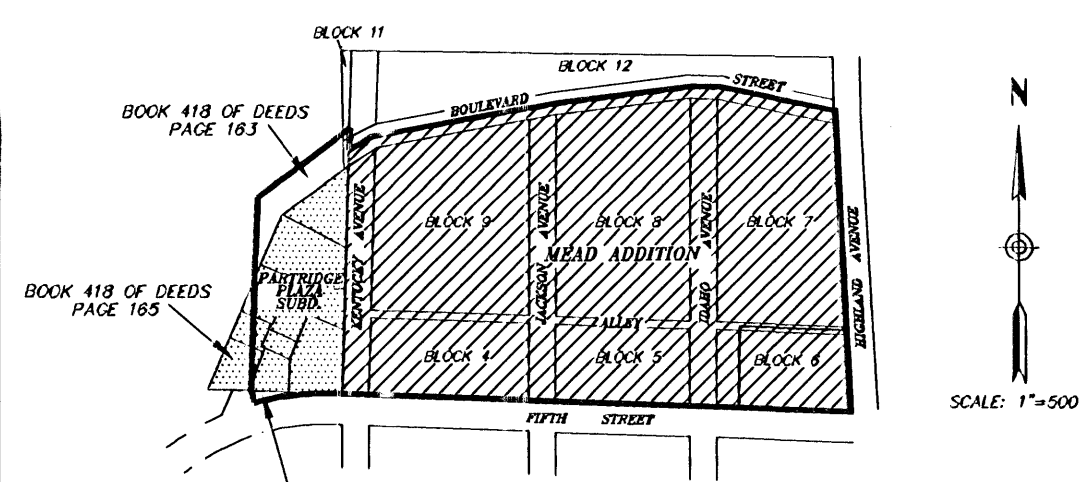 BLOCK 11
BLOCK 12
BOULEVARD STREET
N
BOOK 418 OF DEEDS
PAGE 163
KENTUCKY AVENUE
BLOCK 9
JACKSON AVENUE
BLOCK 8
IDAHO AVENUE
BLOCK 7
HIGHLAND AVENUE
MEAD ADDITION
PARTRIDGE
PLAZA
SUBD.
BOOK 418 OF DEEDS
PAGE 165
ALLEY
BLOCK 4
BLOCK 5
BLOCK 6
SCALE: 1"=500
FIFTH STREET